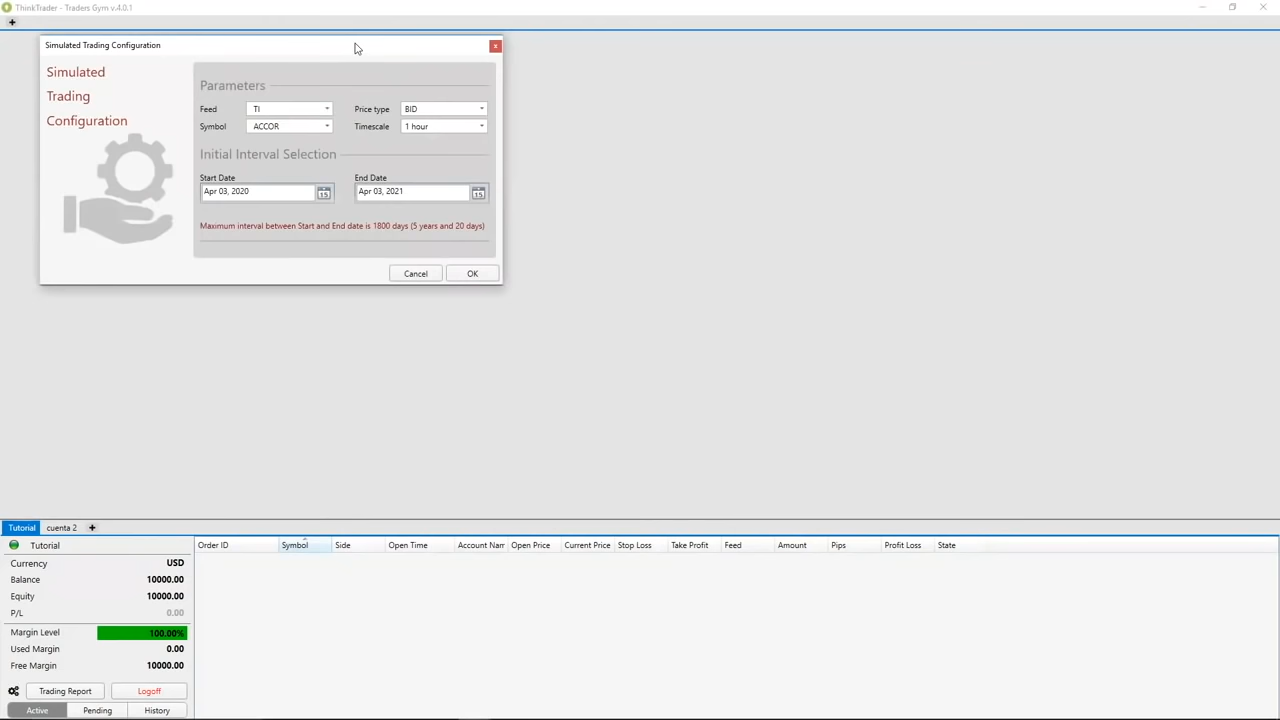 ThinkTrader - Traders Gym v.4.0.1
+
Simulated Trading Configuration
x
Simulated
Trading
Configuration
Parameters
Feed TI Price type BID
Symbol ACCOR Timescale 1 hour
Initial Interval Selection
Start Date End Date
Apr 03, 2020 15 Apr 03, 2021 15
Maximum interval between Start and End date is 1800 days (5 years and 20 days)
Cancel OK
Tutorial cuenta 2 +
Tutorial
Order ID Symbol Side Open Time Account Nam Open Price Current Price Stop Loss Take Profit Feed Amount Pips Profit Loss State
Currency USD
Balance 10000.00
Equity 10000.00
P/L 0.00
Margin Level 100.00%
Used Margin 0.00
Free Margin 10000.00
Trading Report Logoff
Active Pending History